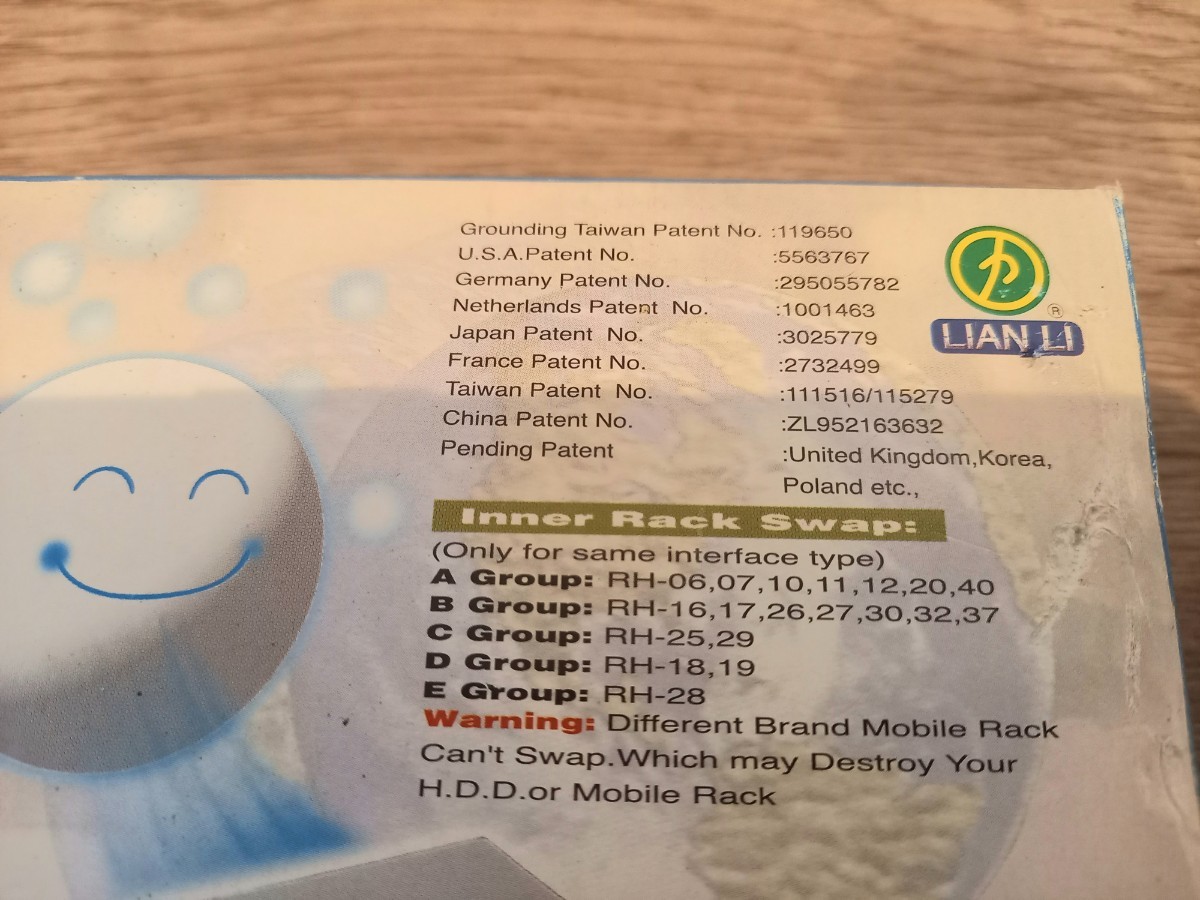 Grounding Taiwan Patent No. :119650
U.S.A.Patent No. :5563767
Germany Patent No. :295055782
Netherlands Patent No. :1001463
Japan Patent No. :3025779
France Patent No. :2732499
Taiwan Patent No. :111516/115279
China Patent No. :ZL952163632
Pending Patent :United Kingdom,Korea,
Poland etc.,
®
LIAN LI
Inner Rack Swap:
(Only for same interface type)
A Group: RH-06,07,10,11,12,20,40
B Group: RH-16,17,26,27,30,32,37
C Group: RH-25,29
D Group: RH-18,19
E Group: RH-28
Warning: Different Brand Mobile Rack
Can't Swap.Which may Destroy Your
H.D.D.or Mobile Rack